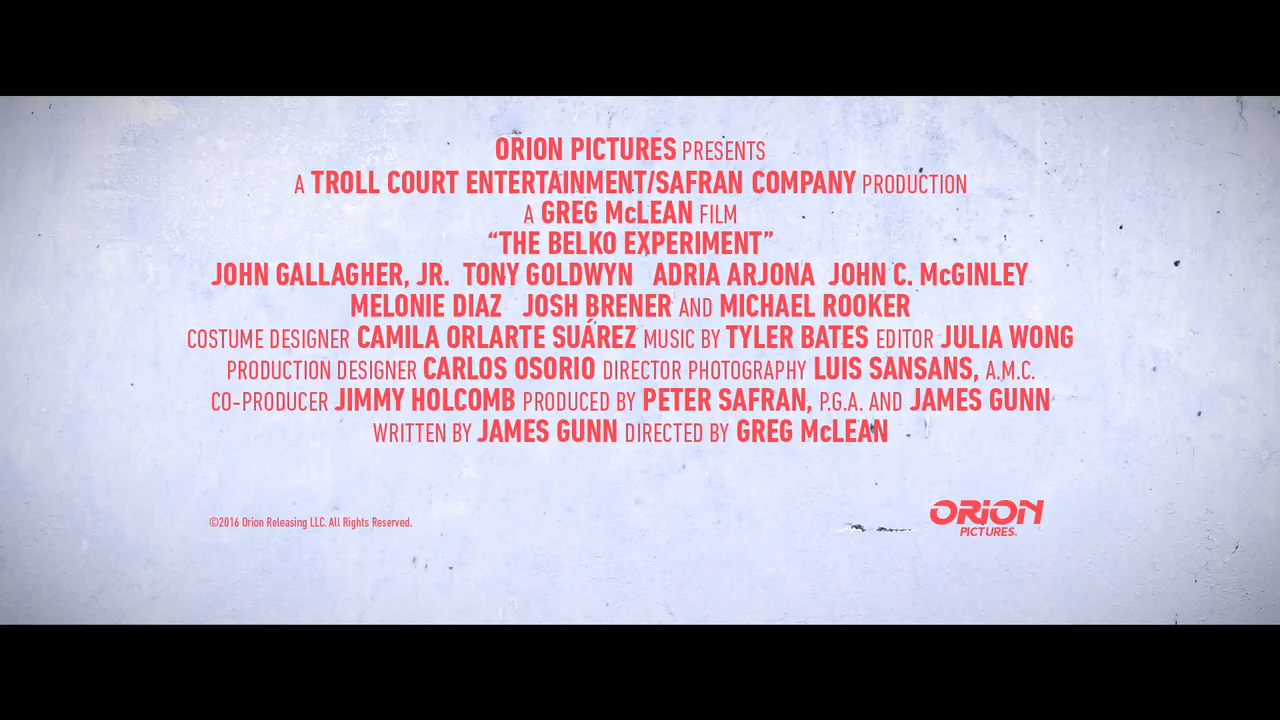 ORION PICTURES PRESENTS
A TROLL COURT ENTERTAINMENT/SAFRAN COMPANY PRODUCTION
A GREG McLEAN FILM
“THE BELKO EXPERIMENT”
JOHN GALLAGHER, JR. TONY GOLDWYN ADRIA ARJONA JOHN C. McGINLEY
MELONIE DIAZ JOSH BRENER AND MICHAEL ROOKER
COSTUME DESIGNER CAMILA ORLARTE SUÁREZ MUSIC BY TYLER BATES EDITOR JULIA WONG
PRODUCTION DESIGNER CARLOS OSORIO DIRECTOR PHOTOGRAPHY LUIS SANSANS, A.M.C.
CO-PRODUCER JIMMY HOLCOMB PRODUCED BY PETER SAFRAN, P.G.A. AND JAMES GUNN
WRITTEN BY JAMES GUNN DIRECTED BY GREG McLEAN
©2016 Orion Releasing LLC. All Rights Reserved.
ORION
PICTURES.